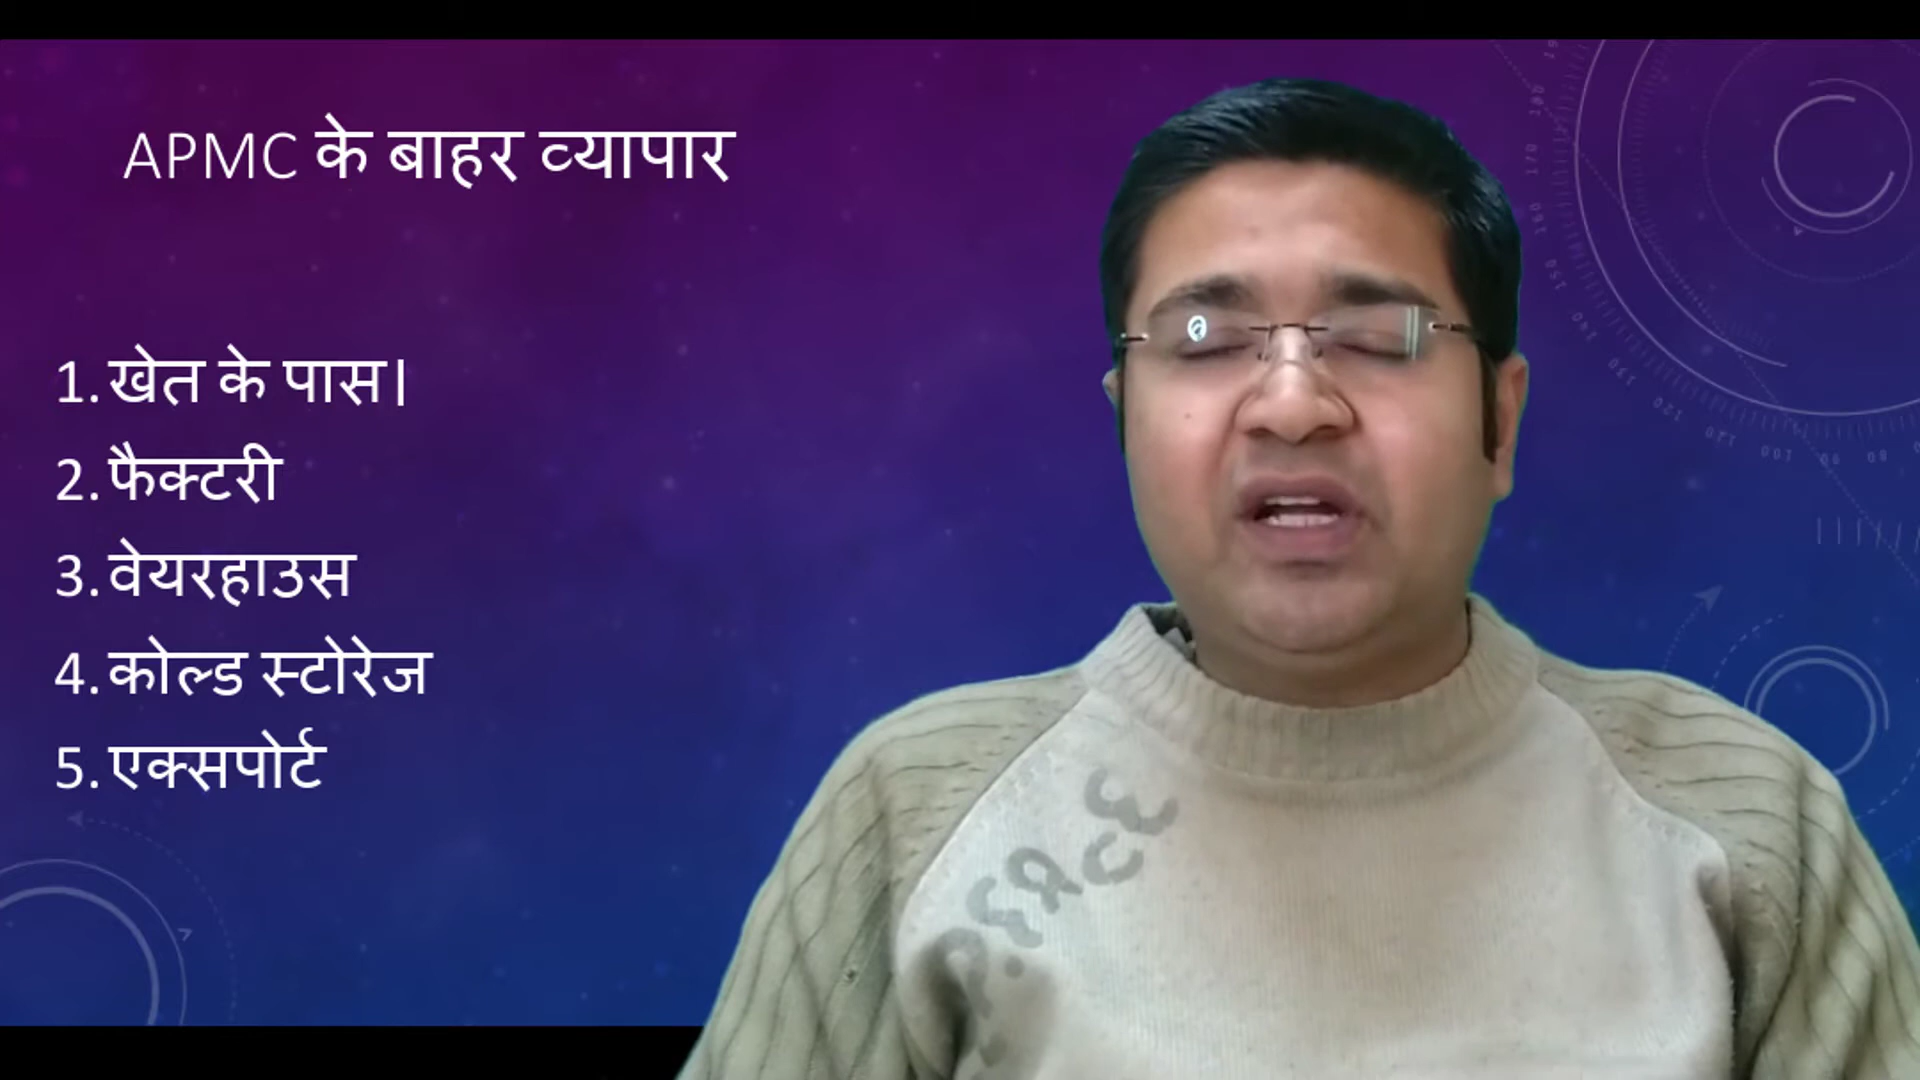 APMC के बाहर व्यापार
1. खेत के पास।
2. फैक्टरी
3. वेयरहाउस
4. कोल्ड स्टोरेज
5. एक्सपोर्ट